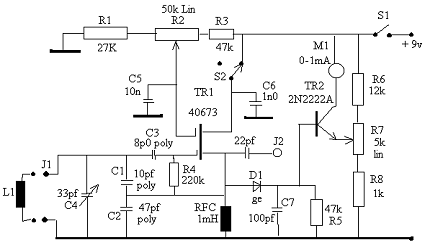 50k Lin
R1
R2
R3
S1
27K
47k
M1
0-1mA
+ 9v
C5
10n
S2
TR1
40673
C6
1n0
TR2
2N2222A
R6
12k
C3
8p0 poly
22pf
J2
R7
5k
lin
J1
L1
33pf
C4
C1
10pf
poly
R4
220k
D1
ge
R8
1k
C2
47pf
poly
RFC
1mH
C7
100pf
47k
R5